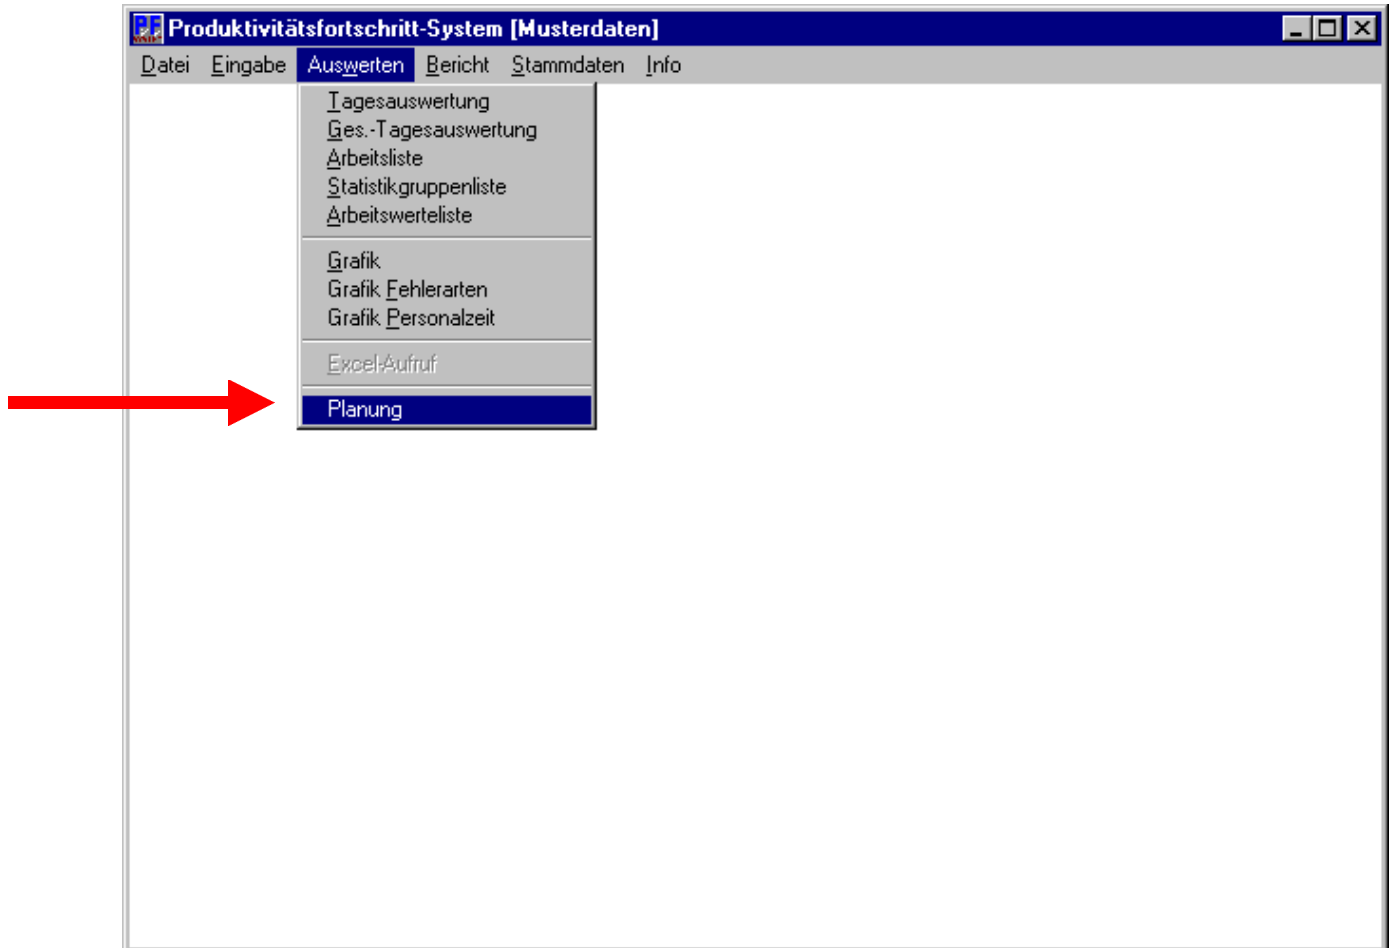 Produktivitätsfortschritt-System [Musterdaten]
Datei Eingabe Auswerten Bericht Stammdaten Info
Tagesauswertung
Ges.-Tagesauswertung
Arbeitsliste
Statistikgruppenliste
Arbeitswerteliste
Grafik
Grafik Fehlerarten
Grafik Personalzeit
Excel-Aufruf
Planung